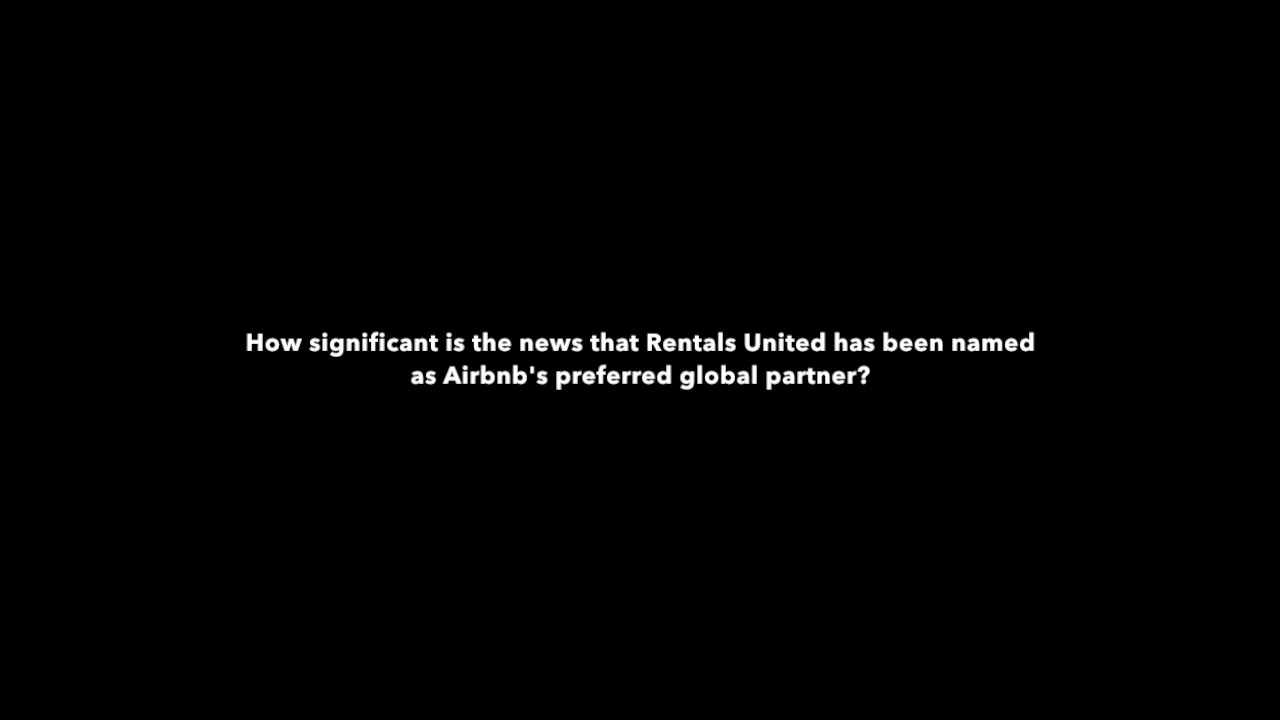 How significant is the news that Rentals United has been named
as Airbnb's preferred global partner?